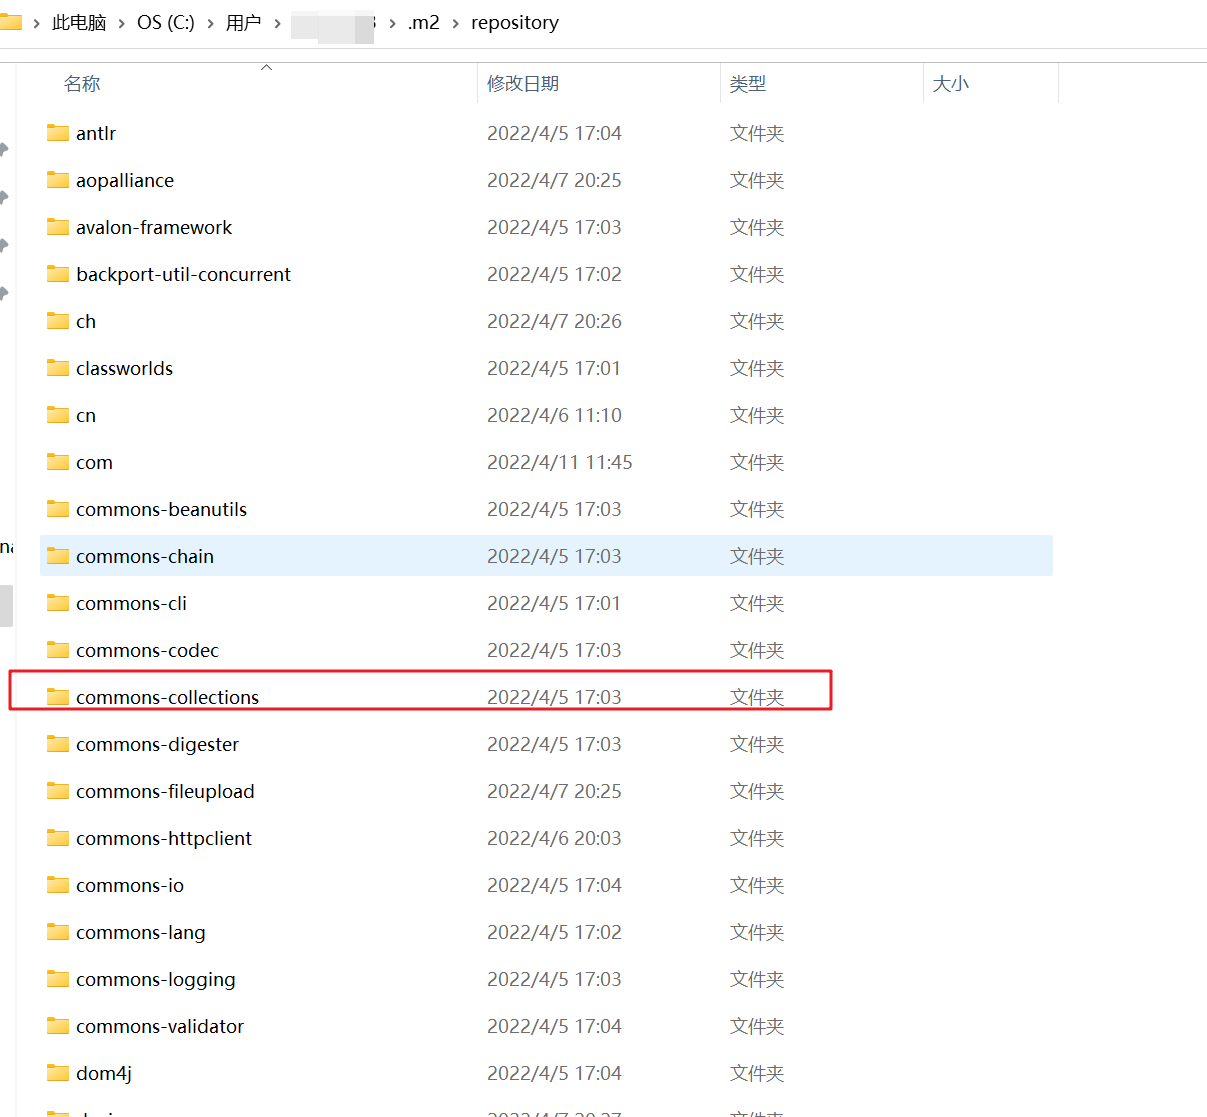 此电脑 > OS (C:) > 用户 > > .m2 > repository
名称 修改日期 类型 大小
antlr 2022/4/5 17:04 文件夹
aopalliance 2022/4/7 20:25 文件夹
avalon-framework 2022/4/5 17:03 文件夹
backport-util-concurrent 2022/4/5 17:02 文件夹
ch 2022/4/7 20:26 文件夹
classworlds 2022/4/5 17:01 文件夹
cn 2022/4/6 11:10 文件夹
com 2022/4/11 11:45 文件夹
commons-beanutils 2022/4/5 17:03 文件夹
commons-chain 2022/4/5 17:03 文件夹
commons-cli 2022/4/5 17:01 文件夹
commons-codec 2022/4/5 17:03 文件夹
commons-collections 2022/4/5 17:03 文件夹
commons-digester 2022/4/5 17:03 文件夹
commons-fileupload 2022/4/7 20:25 文件夹
commons-httpclient 2022/4/6 20:03 文件夹
commons-io 2022/4/5 17:04 文件夹
commons-lang 2022/4/5 17:02 文件夹
commons-logging 2022/4/5 17:03 文件夹
commons-validator 2022/4/5 17:04 文件夹
dom4j 2022/4/5 17:04 文件夹